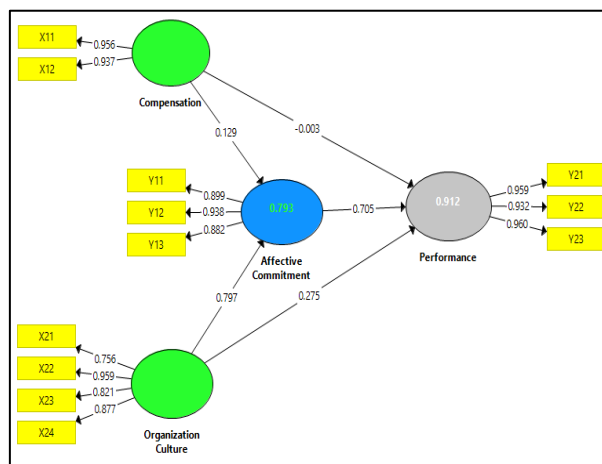 X11
0.956
X12
0.937
Compensation
0.129
-0.003
Y11
0.899
Y12
0.938
Y13
0.882
0.793
Affective
Commitment
0.705
0.912
Performance
0.959
Y21
0.932
Y22
0.960
Y23
0.797
0.275
X21
0.756
X22
0.959
X23
0.821
X24
0.877
Organization
Culture